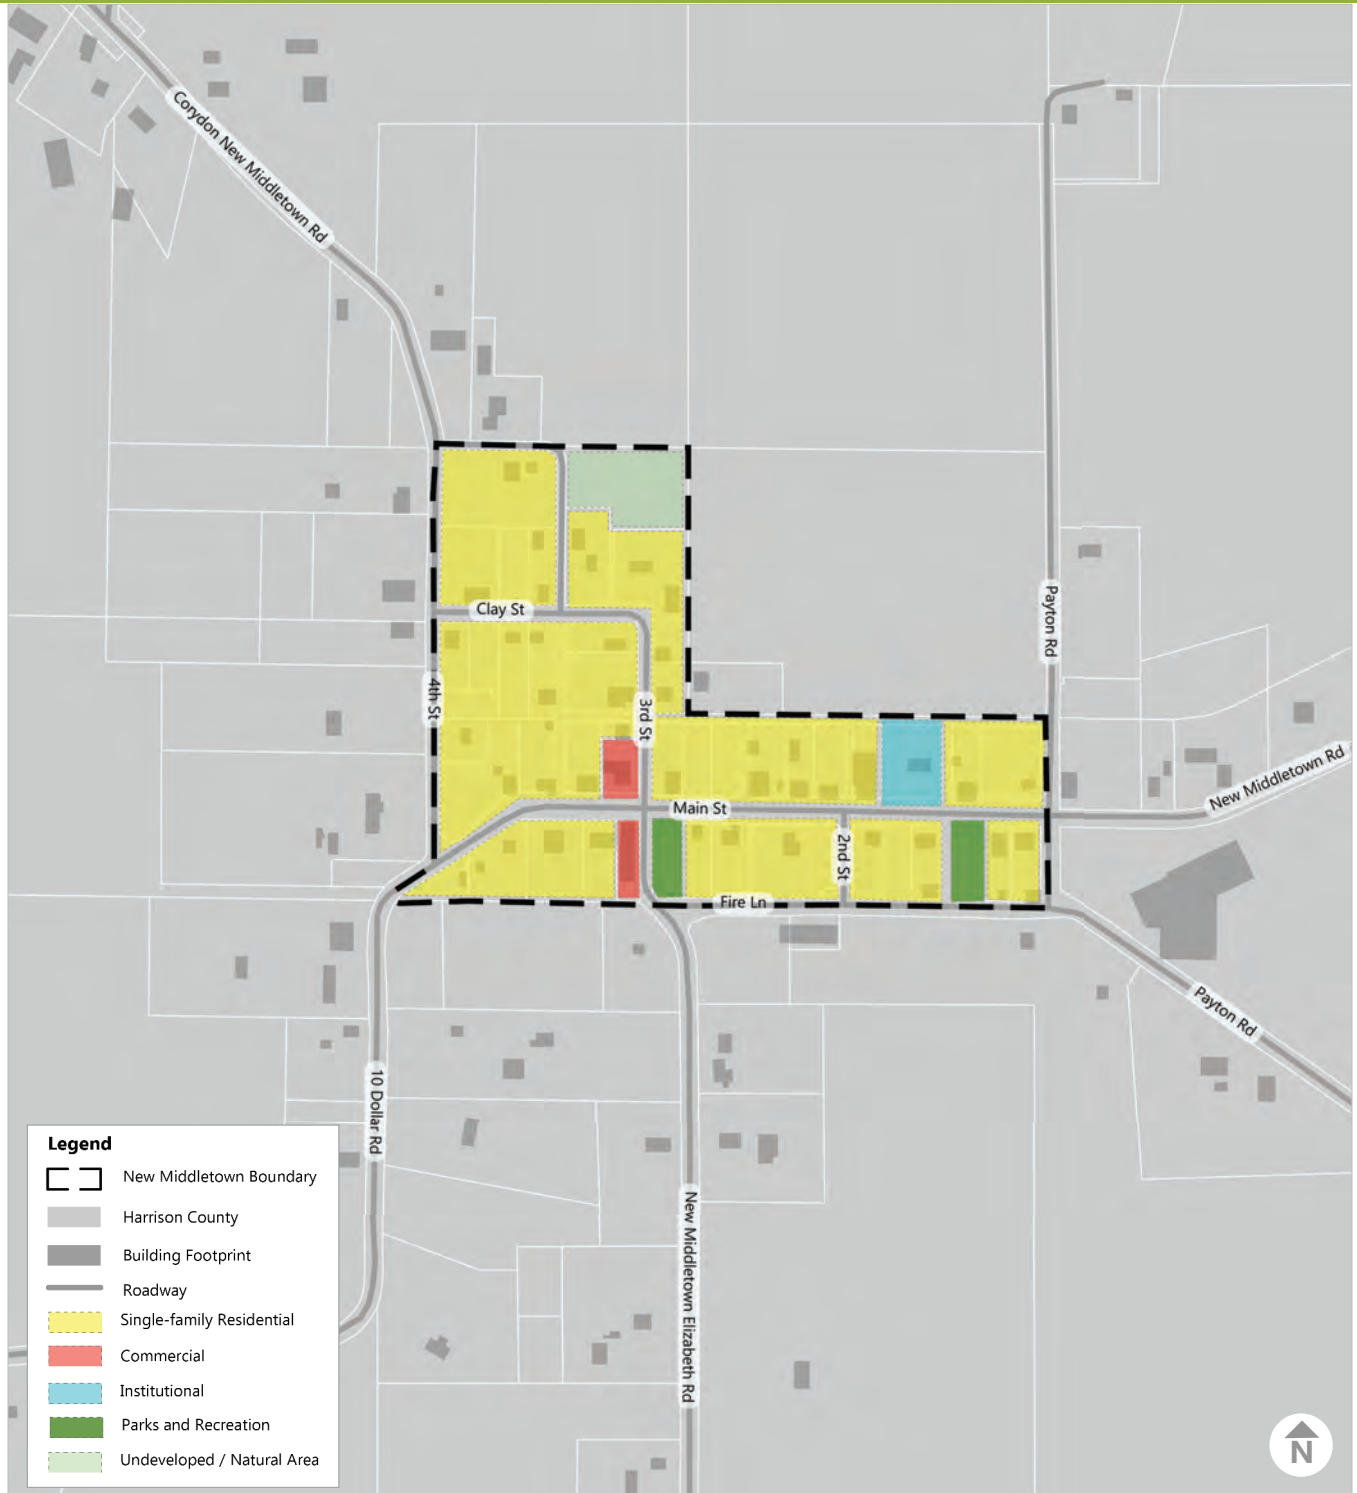 Corydon New Middletown Rd
Payton Rd
Clay St
4th St
3rd St
New Middletown Rd
Main St
2nd St
Fire Ln
Payton Rd
10 Dollar Rd
New Middletown Elizabeth Rd
Legend
New Middletown Boundary
Harrison County
Building Footprint
Roadway
Single-family Residential
Commercial
Institutional
Parks and Recreation
Undeveloped / Natural Area
N